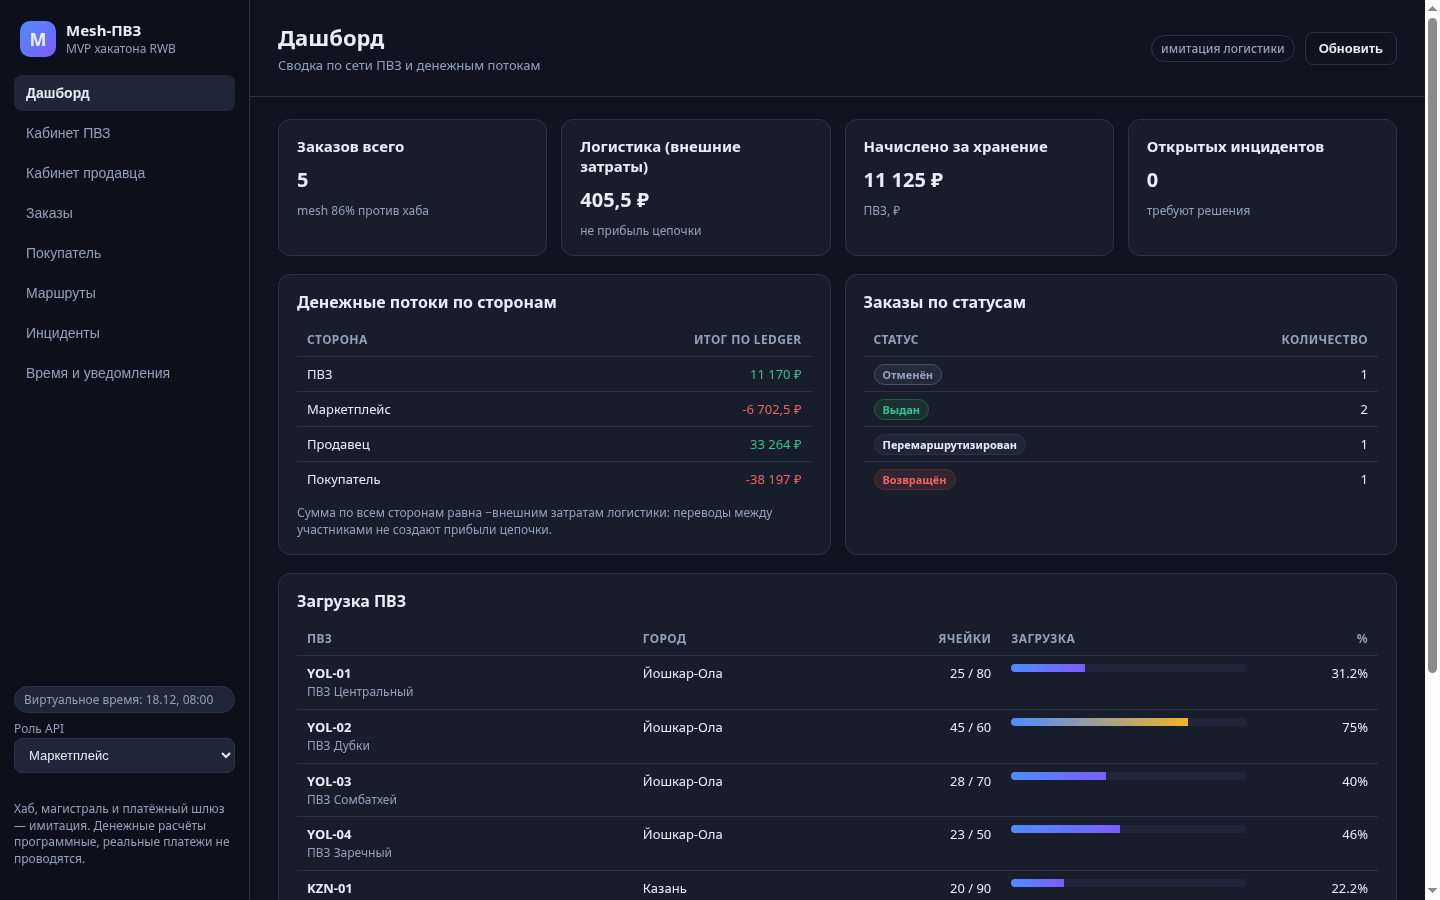 M
Mesh-ПВЗ
MVP хакатона RWB
Дашборд
Кабинет ПВЗ
Кабинет продавца
Заказы
Покупатель
Маршруты
Инциденты
Время и уведомления
Виртуальное время: 18.12, 08:00
Роль API
Маркетплейс
Хаб, магистраль и платёжный шлюз
— имитация. Денежные расчёты
программные, реальные платежи не
проводятся.
Дашборд
Сводка по сети ПВЗ и денежным потокам
имитация логистики
Обновить
Заказов всего
5
mesh 86% против хаба
Логистика (внешние
затраты)
405,5 ₽
не прибыль цепочки
Начислено за хранение
11 125 ₽
ПВЗ, ₽
Открытых инцидентов
0
требуют решения
Денежные потоки по сторонам
СТОРОНА ИТОГ ПО LEDGER
ПВЗ 11 170 ₽
Маркетплейс -6 702,5 ₽
Продавец 33 264 ₽
Покупатель -38 197 ₽
Сумма по всем сторонам равна −внешним затратам логистики: переводы между
участниками не создают прибыли цепочки.
Заказы по статусам
СТАТУС КОЛИЧЕСТВО
Отменён 1
Выдан 2
Перемаршрутизирован 1
Возвращён 1
Загрузка ПВЗ
ПВЗ ГОРОД ЯЧЕЙКИ ЗАГРУЗКА %
YOL-01 Йошкар-Ола 25 / 80 31.2%
ПВЗ Центральный
YOL-02 Йошкар-Ола 45 / 60 75%
ПВЗ Дубки
YOL-03 Йошкар-Ола 28 / 70 40%
ПВЗ Сомбатхей
YOL-04 Йошкар-Ола 23 / 50 46%
ПВЗ Заречный
KZN-01 Казань 20 / 90 22.2%